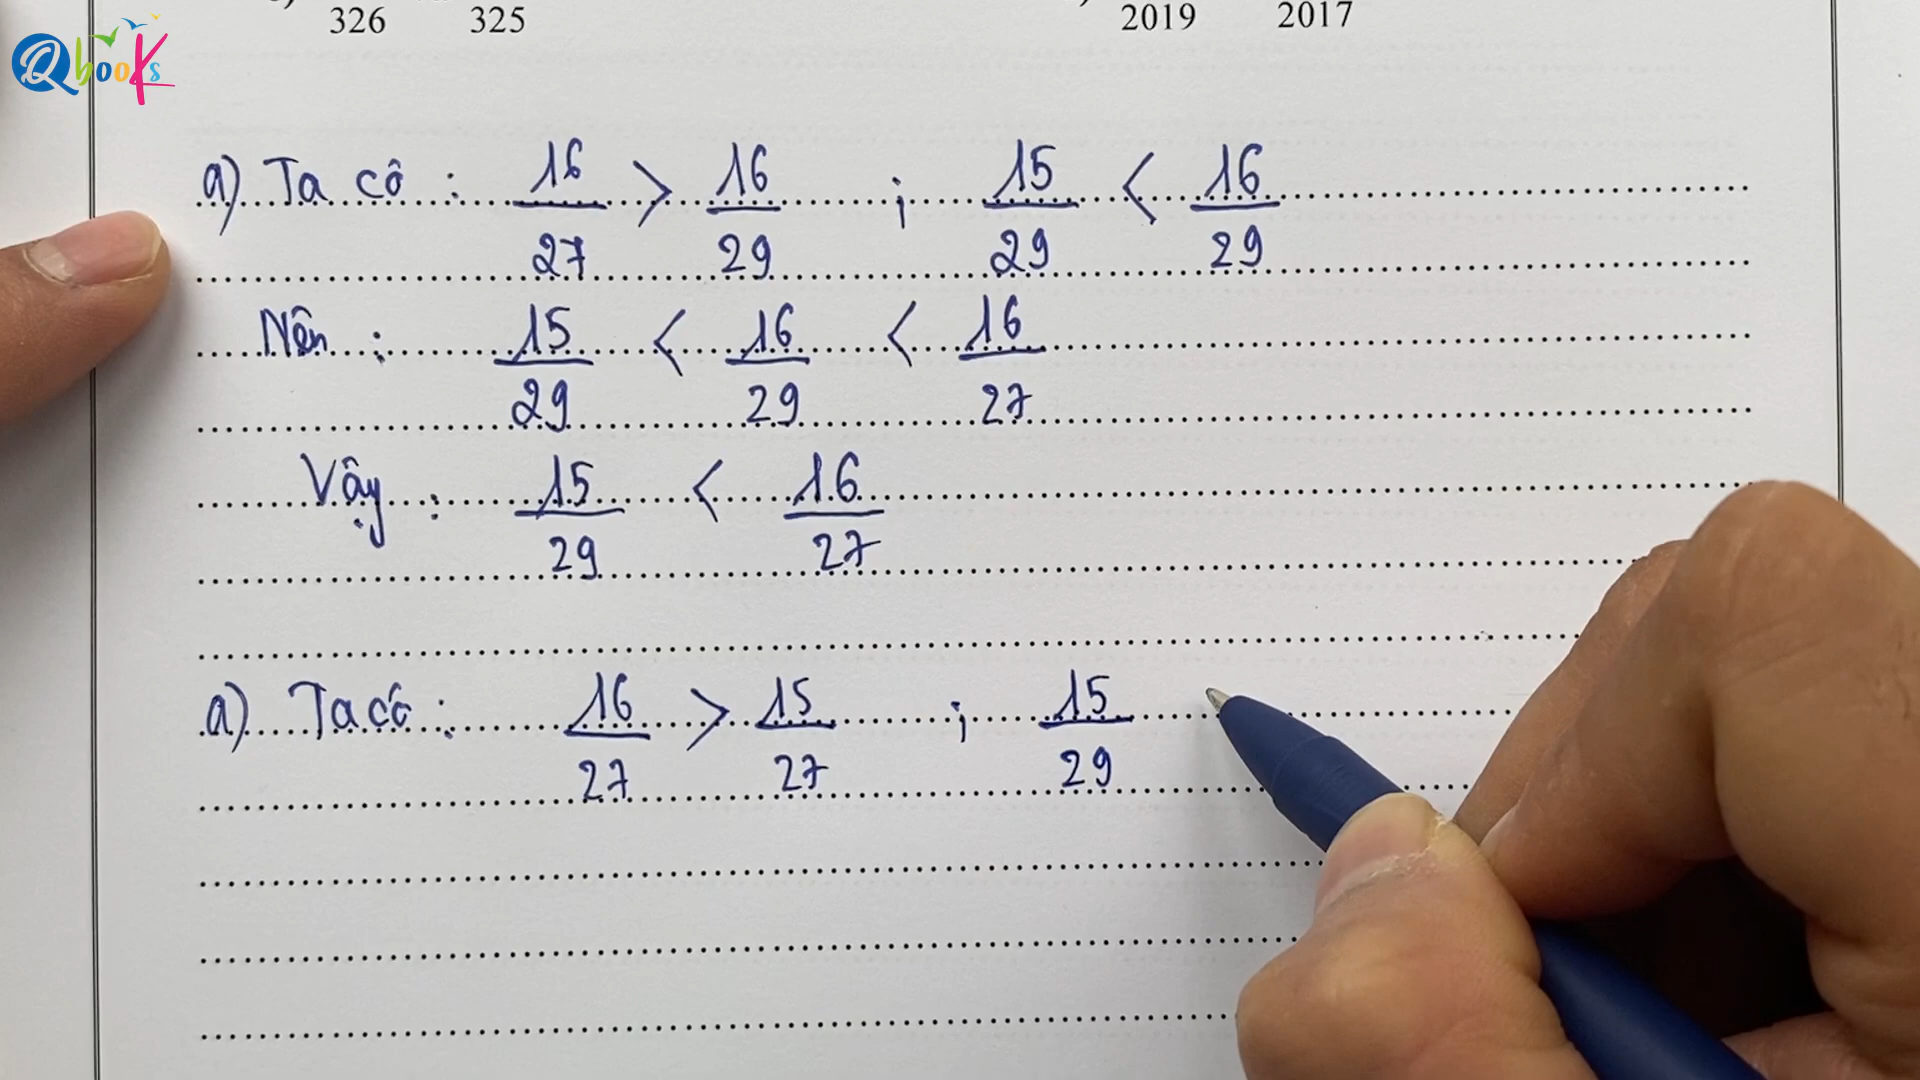 326 325 2019 2017
Qbooks
a) Ta có : 16/27 > 16/29 ; 15/29 < 16/29
Nên : 15/29 < 16/29 < 16/27
Vậy : 15/29 < 16/27
a) Ta có : 16/27 > 15/27 ; 15/29